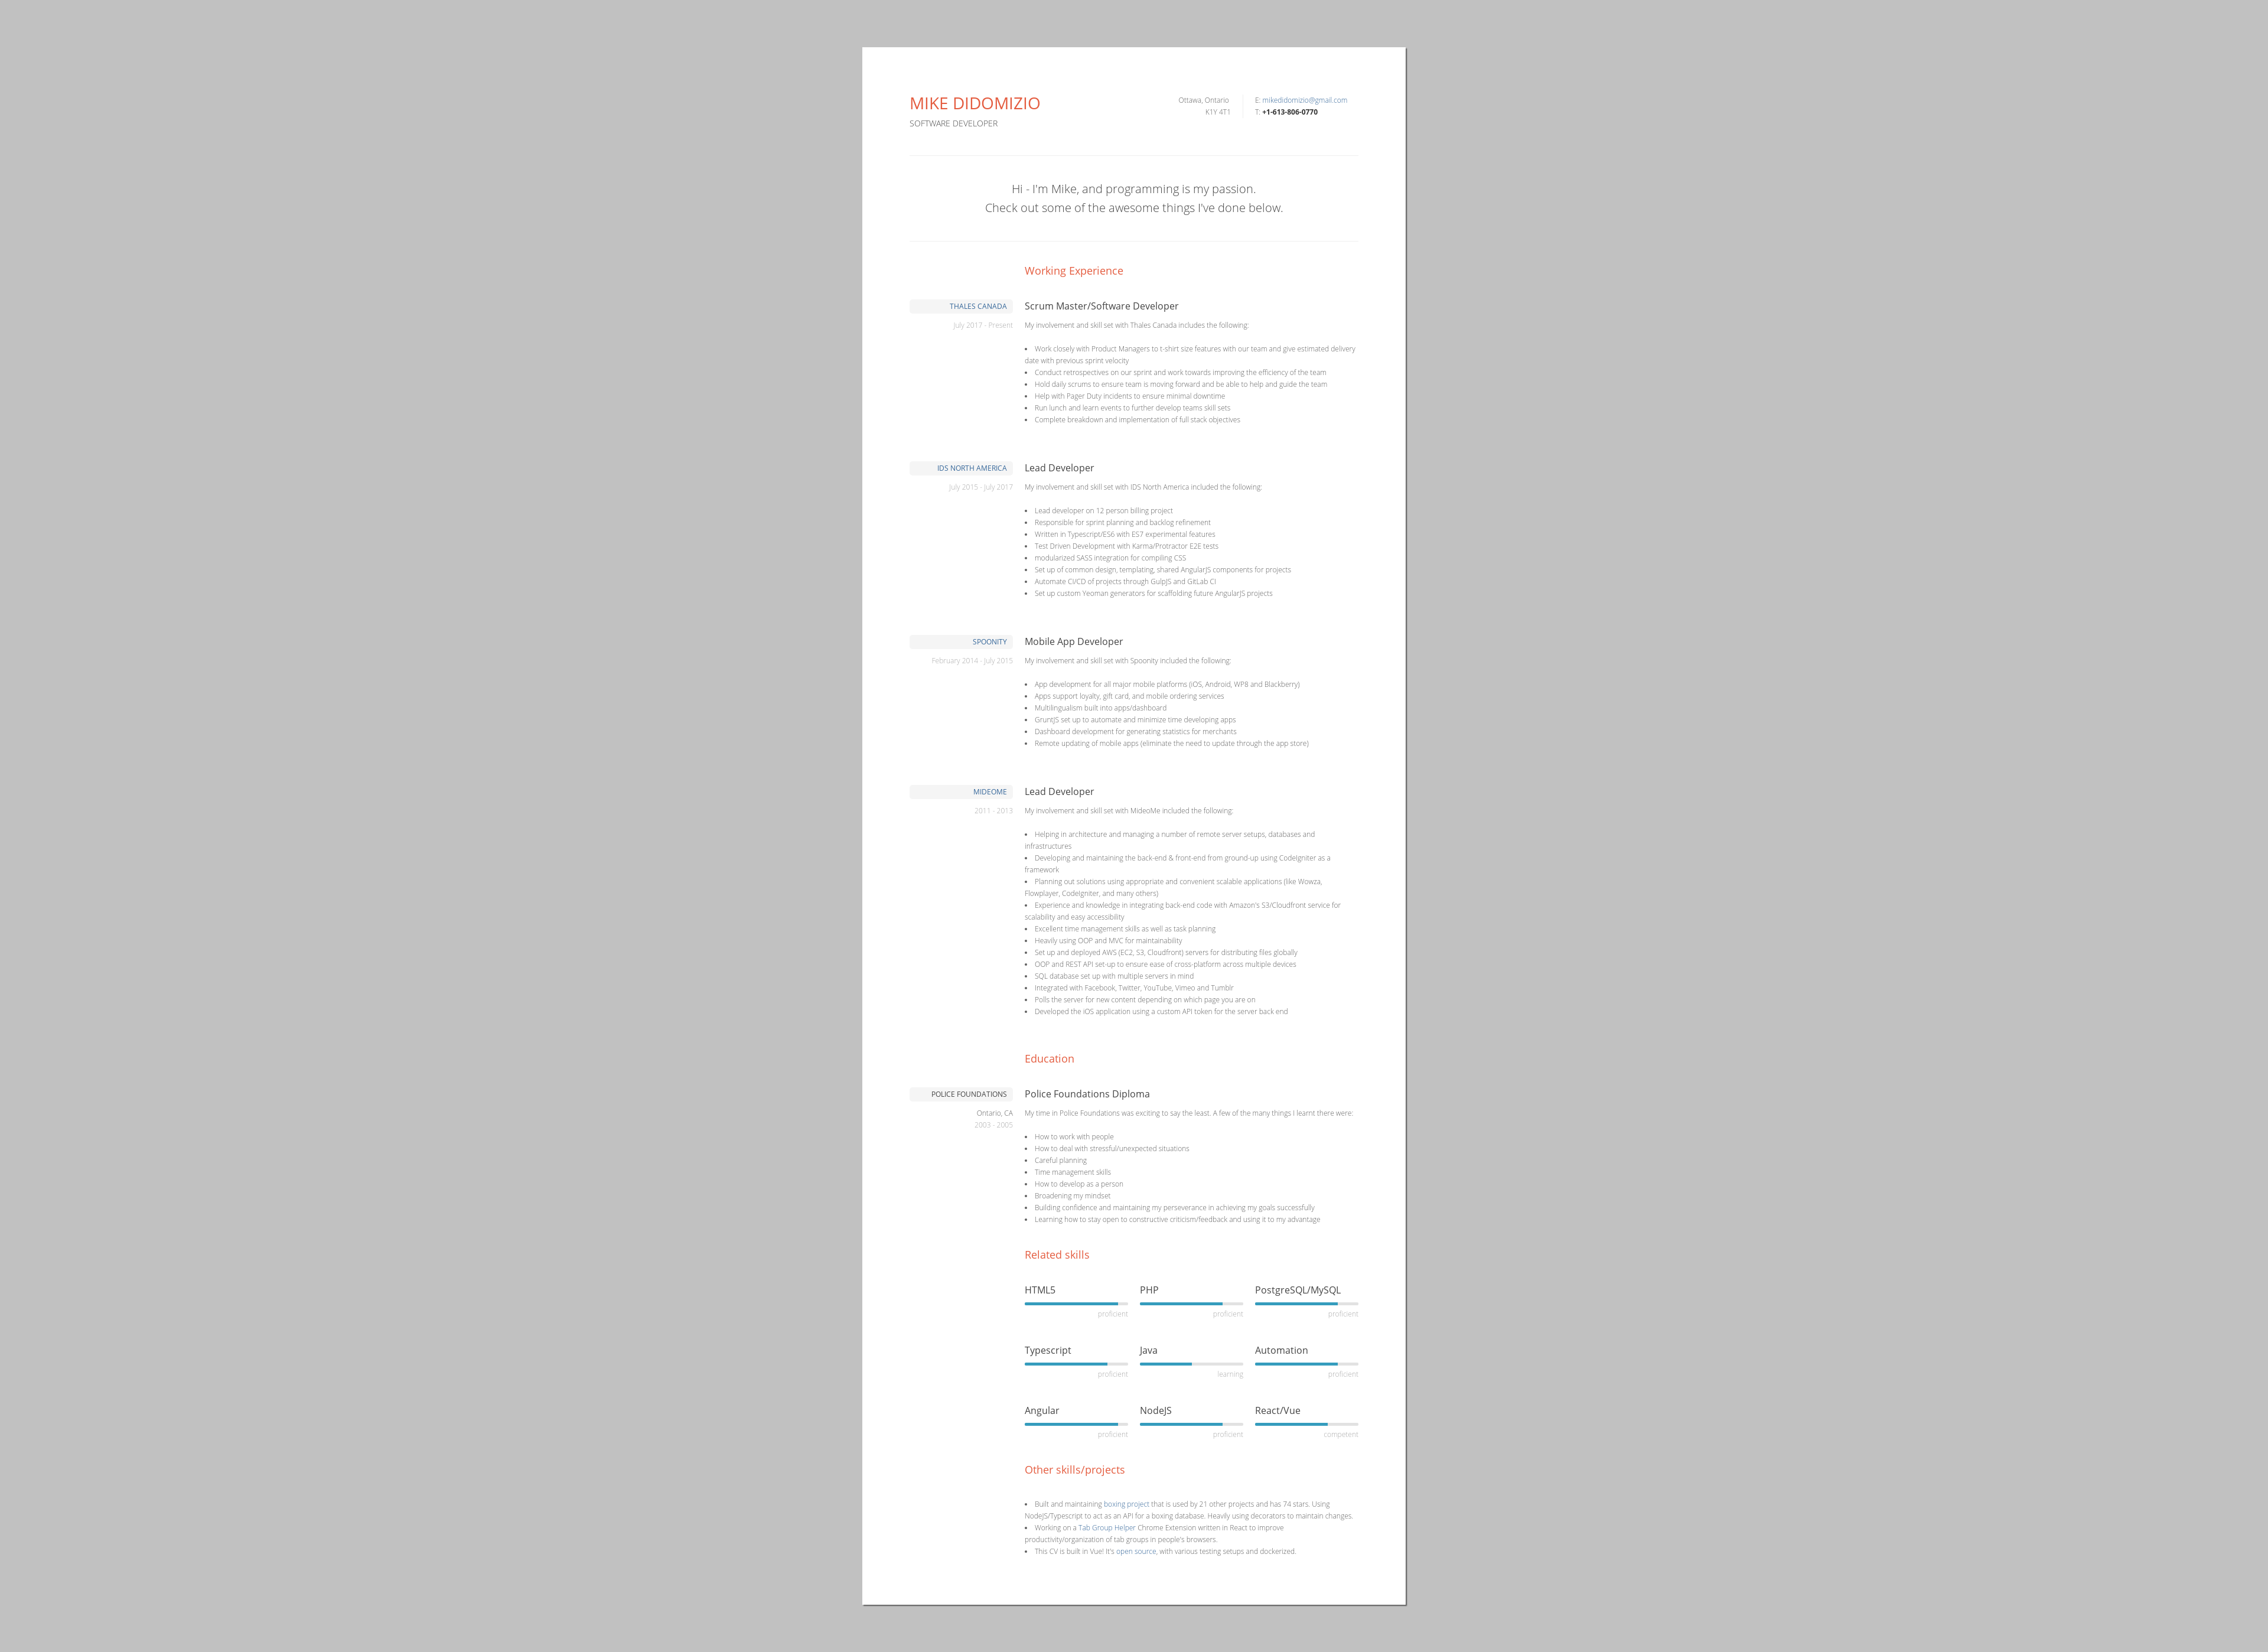 MIKE DIDOMIZIO
SOFTWARE DEVELOPER
Ottawa, Ontario
K1Y 4T1
E: mikedidomizio@gmail.com
T: +1-613-806-0770
Hi - I'm Mike, and programming is my passion.
Check out some of the awesome things I've done below.
Working Experience
THALES CANADA
July 2017 - Present
Scrum Master/Software Developer
My involvement and skill set with Thales Canada includes the following:
• Work closely with Product Managers to t-shirt size features with our team and give estimated delivery
date with previous sprint velocity
• Conduct retrospectives on our sprint and work towards improving the efficiency of the team
• Hold daily scrums to ensure team is moving forward and be able to help and guide the team
• Help with Pager Duty incidents to ensure minimal downtime
• Run lunch and learn events to further develop teams skill sets
• Complete breakdown and implementation of full stack objectives
IDS NORTH AMERICA
July 2015 - July 2017
Lead Developer
My involvement and skill set with IDS North America included the following:
• Lead developer on 12 person billing project
• Responsible for sprint planning and backlog refinement
• Written in Typescript/ES6 with ES7 experimental features
• Test Driven Development with Karma/Protractor E2E tests
• modularized SASS integration for compiling CSS
• Set up of common design, templating, shared AngularJS components for projects
• Automate CI/CD of projects through GulpJS and GitLab CI
• Set up custom Yeoman generators for scaffolding future AngularJS projects
SPOONITY
February 2014 - July 2015
Mobile App Developer
My involvement and skill set with Spoonity included the following:
• App development for all major mobile platforms (iOS, Android, WP8 and Blackberry)
• Apps support loyalty, gift card, and mobile ordering services
• Multilingualism built into apps/dashboard
• GruntJS set up to automate and minimize time developing apps
• Dashboard development for generating statistics for merchants
• Remote updating of mobile apps (eliminate the need to update through the app store)
MIDEOME
2011 - 2013
Lead Developer
My involvement and skill set with MideoMe included the following:
• Helping in architecture and managing a number of remote server setups, databases and
infrastructures
• Developing and maintaining the back-end & front-end from ground-up using CodeIgniter as a
framework
• Planning out solutions using appropriate and convenient scalable applications (like Wowza,
Flowplayer, CodeIgniter, and many others)
• Experience and knowledge in integrating back-end code with Amazon's S3/Cloudfront service for
scalability and easy accessibility
• Excellent time management skills as well as task planning
• Heavily using OOP and MVC for maintainability
• Set up and deployed AWS (EC2, S3, Cloudfront) servers for distributing files globally
• OOP and REST API set-up to ensure ease of cross-platform across multiple devices
• SQL database set up with multiple servers in mind
• Integrated with Facebook, Twitter, YouTube, Vimeo and Tumblr
• Polls the server for new content depending on which page you are on
• Developed the iOS application using a custom API token for the server back end
Education
POLICE FOUNDATIONS
Ontario, CA
2003 - 2005
Police Foundations Diploma
My time in Police Foundations was exciting to say the least. A few of the many things I learnt there were:
• How to work with people
• How to deal with stressful/unexpected situations
• Careful planning
• Time management skills
• How to develop as a person
• Broadening my mindset
• Building confidence and maintaining my perseverance in achieving my goals successfully
• Learning how to stay open to constructive criticism/feedback and using it to my advantage
Related skills
HTML5 PHP PostgreSQL/MySQL
proficient proficient proficient
Typescript Java Automation
proficient learning proficient
Angular NodeJS React/Vue
proficient proficient competent
Other skills/projects
• Built and maintaining boxing project that is used by 21 other projects and has 74 stars. Using
NodeJS/Typescript to act as an API for a boxing database. Heavily using decorators to maintain changes.
• Working on a Tab Group Helper Chrome Extension written in React to improve
productivity/organization of tab groups in people's browsers.
• This CV is built in Vue! It's open source, with various testing setups and dockerized.